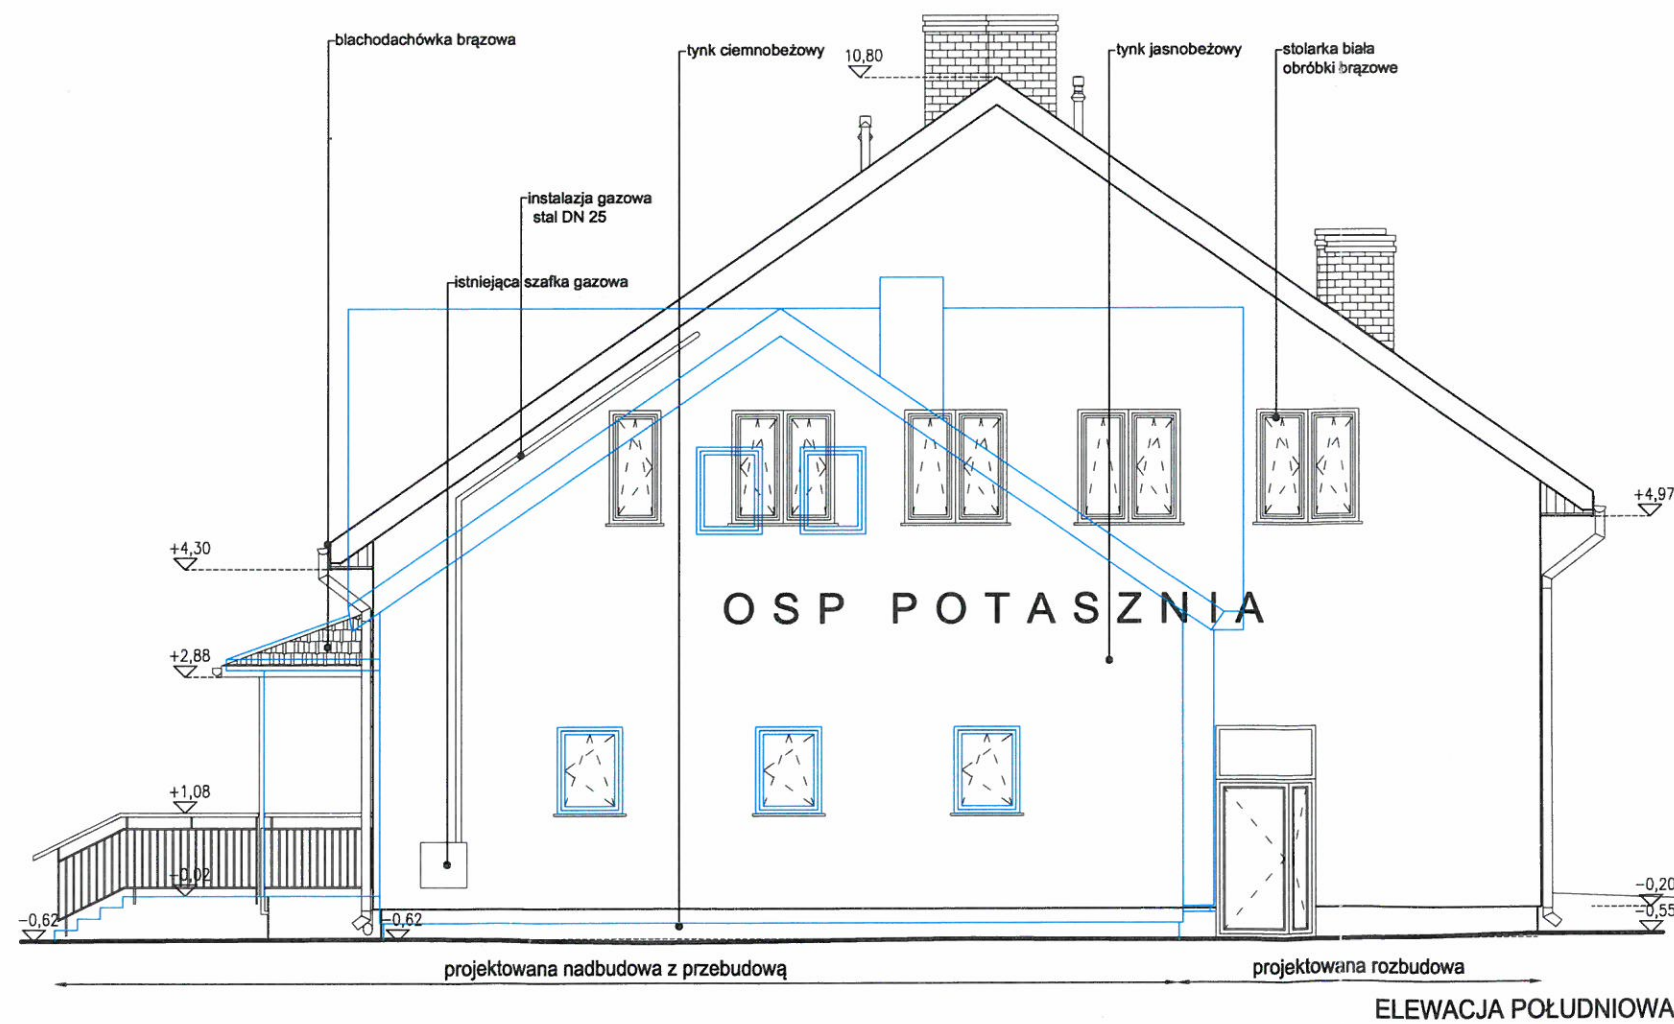 blachodachówka brązowa
tynk ciemnobeżowy
10,80
tynk jasnobeżowy
stolarka biała
obróbki brązowe
instalazja gazowa
stal DN 25
istniejąca szafka gazowa
+4,97
+4,30
OSP POTASZNIA
+2,88
+1,08
-0,02
-0,20
-0,62
-0,62
-0,55
projektowana nadbudowa z przebudową
projektowana rozbudowa
ELEWACJA POŁUDNIOWA